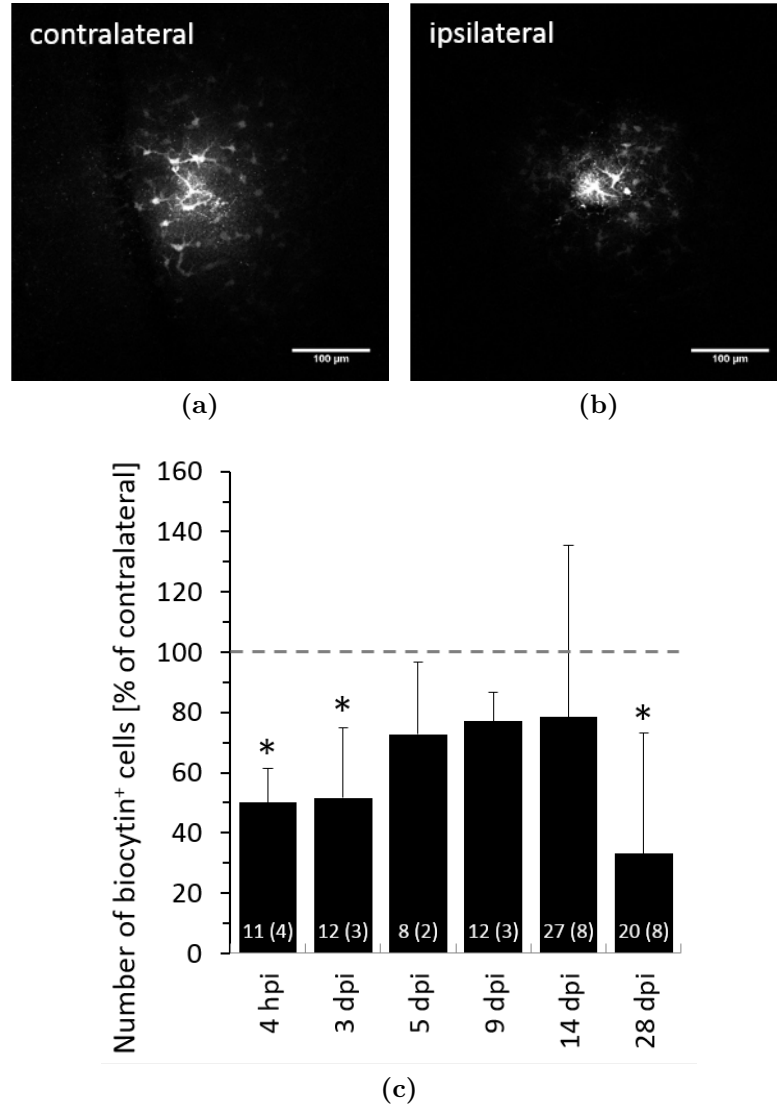 contralateral
ipsilateral
100 µm
100 µm
(a)
(b)
Number of biocytin⁺ cells [% of contralateral]
160
140
120
100
80
60
40
20
0
*
*
*
11 (4)
12 (3)
8 (2)
12 (3)
27 (8)
20 (8)
4 hpi
3 dpi
5 dpi
9 dpi
14 dpi
28 dpi
(c)